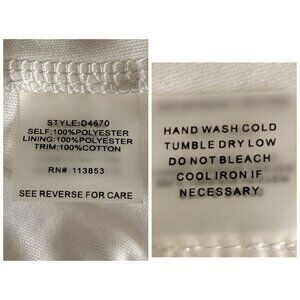 STYLE:D4670
SELF:100%POLYESTER
LINING:100%POLYESTER
TRIM:100%COTTON
RN# 113853
SEE REVERSE FOR CARE
HAND WASH COLD
TUMBLE DRY LOW
DO NOT BLEACH
COOL IRON IF
NECESSARY